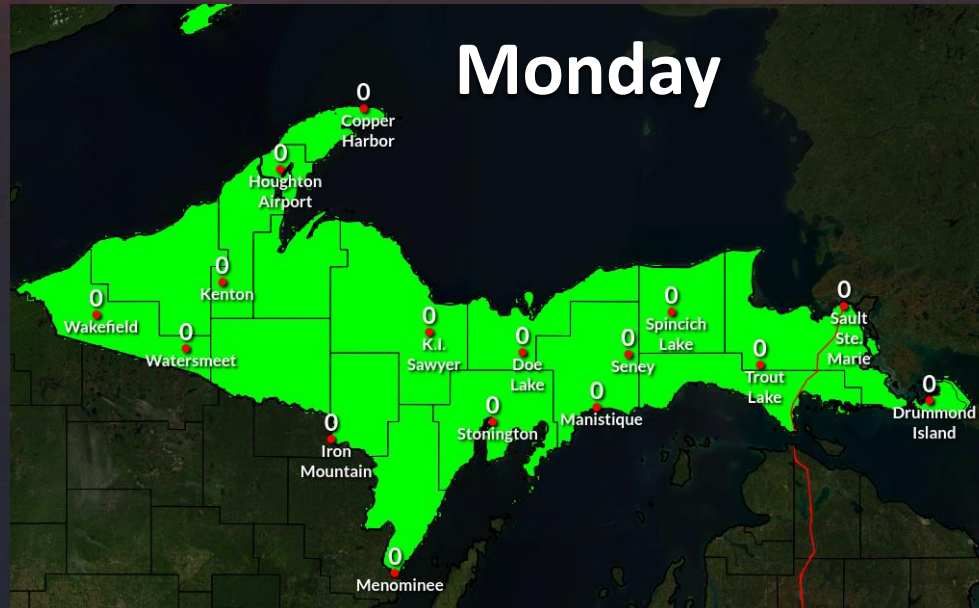 Monday
0
Copper
Harbor
0
Houghton
Airport
0
Kenton
0
Wakefield
0
Watersmeet
0
K.I.
Sawyer
0
Doe
Lake
0
Seney
0
Spincich
Lake
0
Trout
Lake
0
Sault
Ste.
Marie
0
Drummond
Island
0
Manistique
0
Stonington
0
Iron
Mountain
0
Menominee